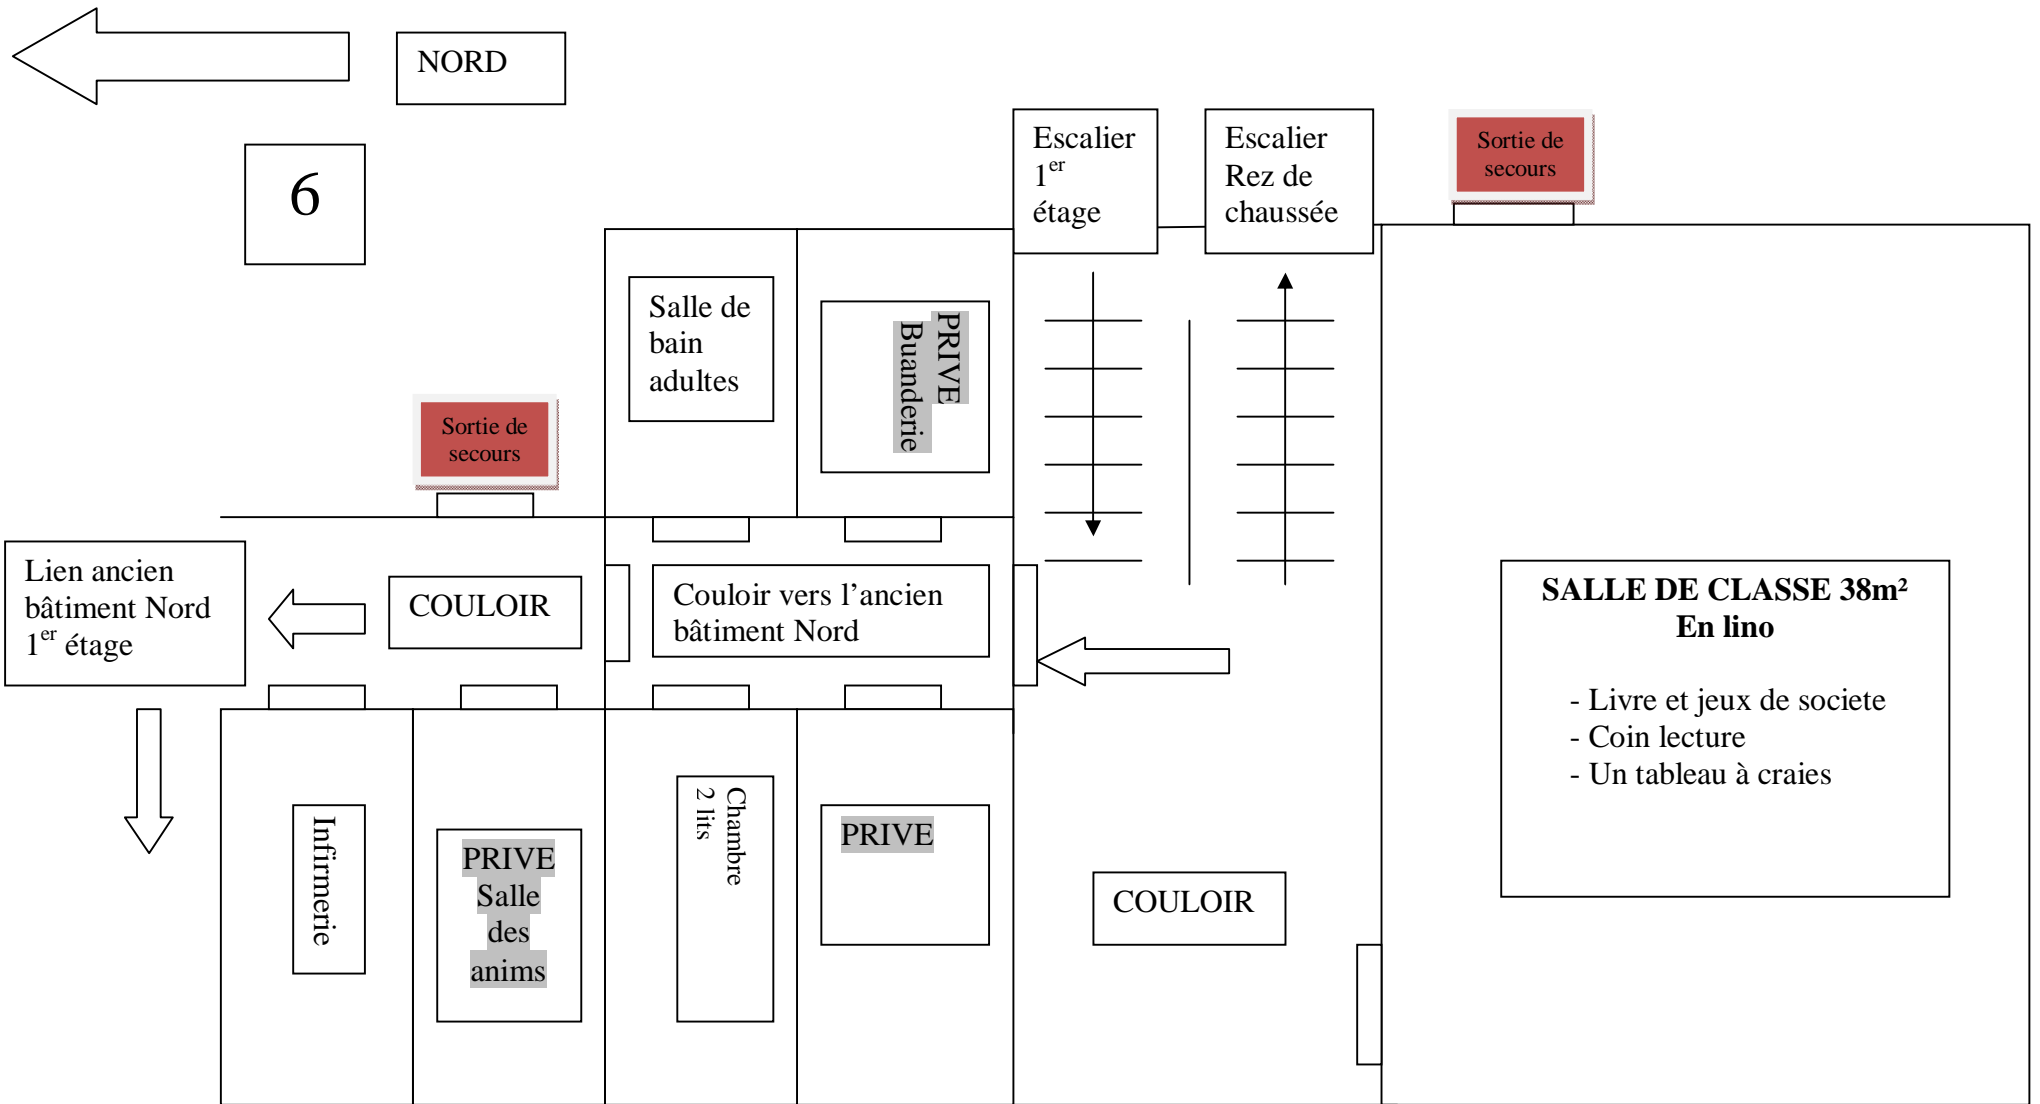 NORD
6
Escalier
1er
étage
Escalier
Rez de
chaussée
Sortie de
secours
Salle de
bain
adultes
PRIVE
Buanderie
Sortie de
secours
Lien ancien
bâtiment Nord
1er étage
COULOIR
Couloir vers l’ancien
bâtiment Nord
SALLE DE CLASSE 38m²
En lino
- Livre et jeux de societe
- Coin lecture
- Un tableau à craies
Infirmerie
PRIVE
Salle
des
anims
Chambre
2 lits
PRIVE
COULOIR